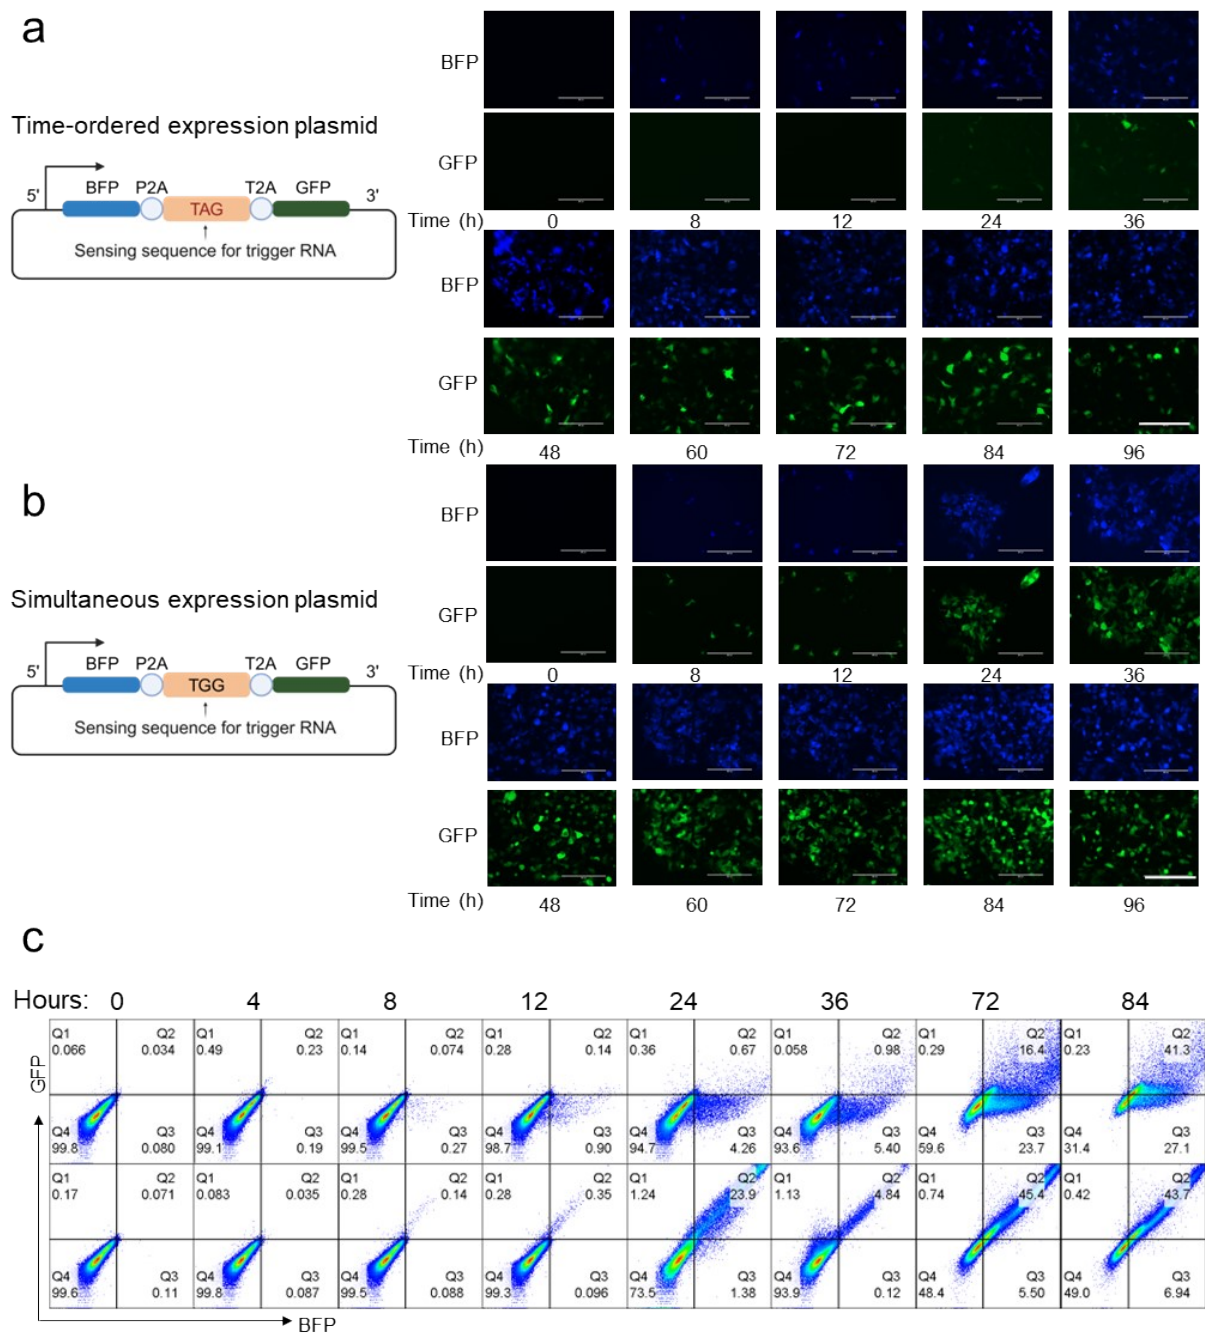 a
Time-ordered expression plasmid
5' BFP P2A TAG T2A GFP 3'
Sensing sequence for trigger RNA
BFP
GFP
Time (h) 0 8 12 24 36
BFP
GFP
Time (h) 48 60 72 84 96
b
Simultaneous expression plasmid
5' BFP P2A TGG T2A GFP 3'
Sensing sequence for trigger RNA
BFP
GFP
Time (h) 0 8 12 24 36
BFP
GFP
Time (h) 48 60 72 84 96
c
Hours: 0 4 8 12 24 36 72 84
GFP
Q1 Q2 Q1 Q2 Q1 Q2 Q1 Q2 Q1 Q2 Q1 Q2 Q1 Q2 Q1 Q2
0.066 0.034 0.49 0.23 0.14 0.074 0.28 0.14 0.36 0.67 0.058 0.98 0.29 16.4 0.23 41.3
Q4 Q3 Q4 Q3 Q4 Q3 Q4 Q3 Q4 Q3 Q4 Q3 Q4 Q3 Q4 Q3
99.8 0.080 99.1 0.19 99.5 0.27 98.7 0.90 94.7 4.26 93.6 5.40 59.6 23.7 31.4 27.1
Q1 Q2 Q1 Q2 Q1 Q2 Q1 Q2 Q1 Q2 Q1 Q2 Q1 Q2 Q1 Q2
0.17 0.071 0.083 0.035 0.28 0.14 0.28 0.35 1.24 23.9 1.13 4.84 0.74 45.4 0.42 43.7
Q4 Q3 Q4 Q3 Q4 Q3 Q4 Q3 Q4 Q3 Q4 Q3 Q4 Q3 Q4 Q3
99.6 0.11 99.8 0.087 99.5 0.088 99.3 0.096 73.5 1.38 93.9 0.12 48.4 5.50 49.0 6.94
BFP